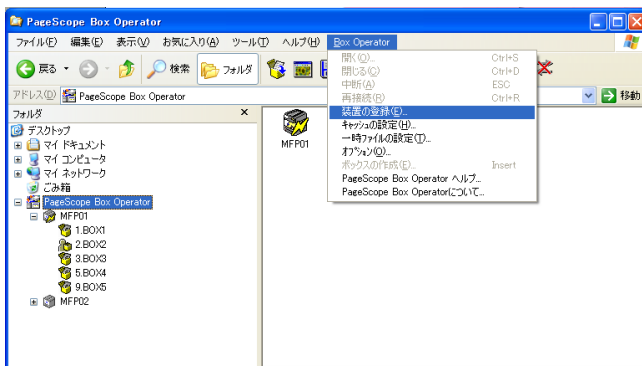 PageScope Box Operator
ファイル(F) 編集(E) 表示(V) お気に入り(A) ツール(T) ヘルプ(H) Box Operator
戻る 検索 フォルダ
アドレス(D) PageScope Box Operator 移動
フォルダ ×
デスクトップ
マイ ドキュメント
マイ コンピュータ
マイ ネットワーク
ごみ箱
PageScope Box Operator
MFP01
1.BOX1
2.BOX2
3.BOX3
5.BOX4
9.BOX5
MFP02
MFP01
開く(O)... Ctrl+S
閉じる(C) Ctrl+D
中断(A) ESC
再接続(R) Ctrl+R
装置の登録(E)...
キャッシュの設定(H)...
一時ファイルの設定(T)...
オプション(O)...
ボックスの作成(F)... Insert
PageScope Box Operator ヘルプ...
PageScope Box Operatorについて...